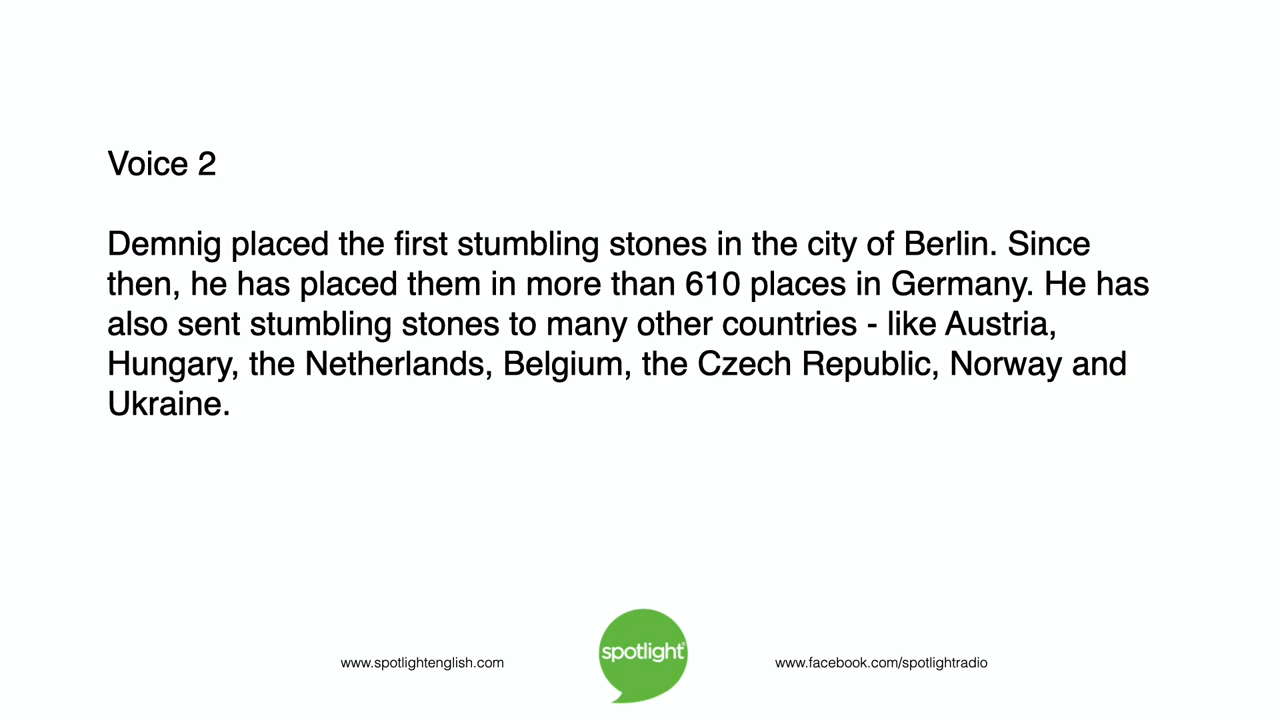 Voice 2
Demnig placed the first stumbling stones in the city of Berlin. Since
then, he has placed them in more than 610 places in Germany. He has
also sent stumbling stones to many other countries - like Austria,
Hungary, the Netherlands, Belgium, the Czech Republic, Norway and
Ukraine.
www.spotlightenglish.com
spotlight®
www.facebook.com/spotlightradio